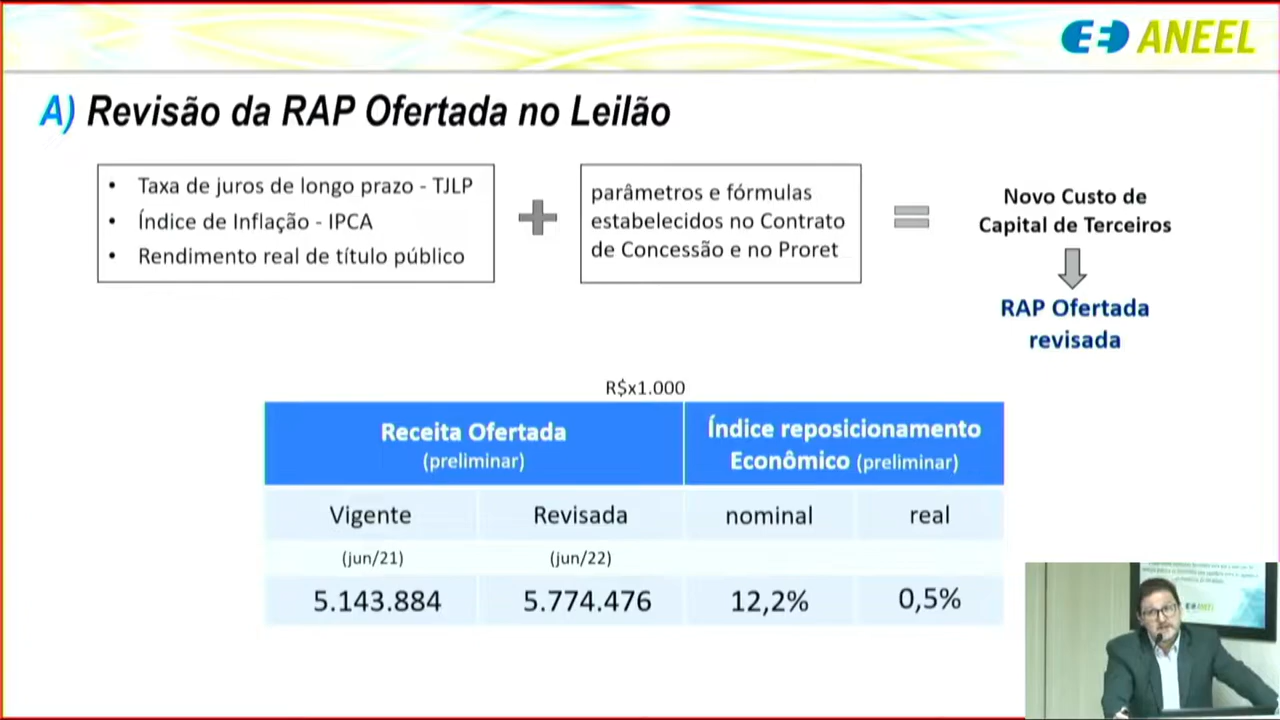 ANEEL
A) Revisão da RAP Ofertada no Leilão
• Taxa de juros de longo prazo - TJLP
• Índice de Inflação - IPCA
• Rendimento real de título público
parâmetros e fórmulas
estabelecidos no Contrato
de Concessão e no Proret
Novo Custo de
Capital de Terceiros
RAP Ofertada
revisada
R$x1.000
Receita Ofertada
(preliminar)
Índice reposicionamento
Econômico (preliminar)
Vigente
Revisada
nominal
real
(jun/21)
(jun/22)
5.143.884
5.774.476
12,2%
0,5%